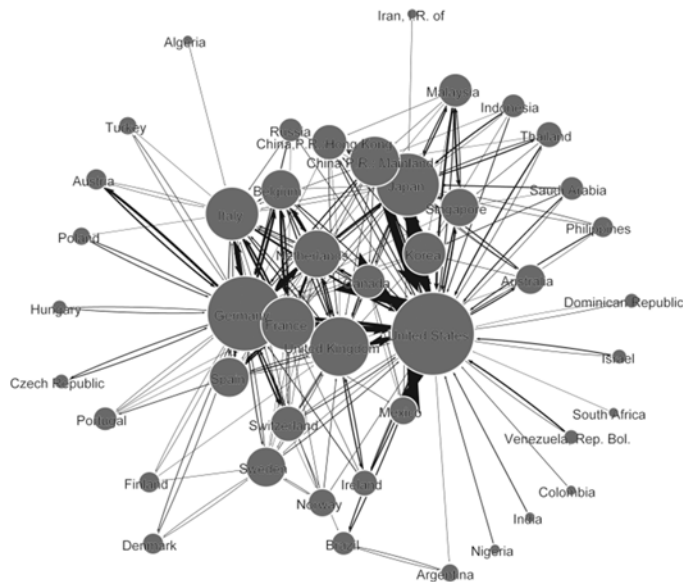 Iran, I.R. of
Algeria
Malaysia
Indonesia
Turkey
Russia
Thailand
China,P.R.:Hong Kong
China,P.R.: Mainland
Austria
Belgium
Japan
Saudi Arabia
Italy
Singapore
Philippines
Poland
Netherlands
Korea
Canada
Australia
Dominican Republic
Hungary
Germany
France
United States
United Kingdom
Israel
Czech Republic
Spain
South Africa
Portugal
Switzerland
Mexico
Venezuela, Rep. Bol.
Sweden
Finland
Ireland
Colombia
Norway
India
Denmark
Brazil
Nigeria
Argentina